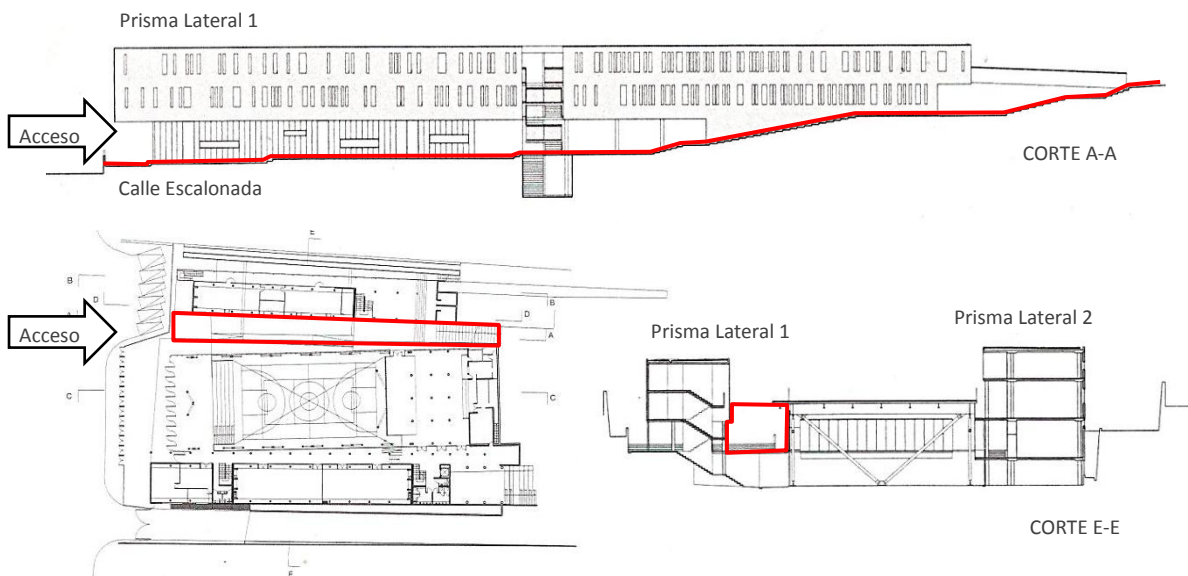 Prisma Lateral 1
Acceso
CORTE A-A
Calle Escalonada
E
B
D
B
D
Acceso
A
Prisma Lateral 1
Prisma Lateral 2
C
C
CORTE E-E